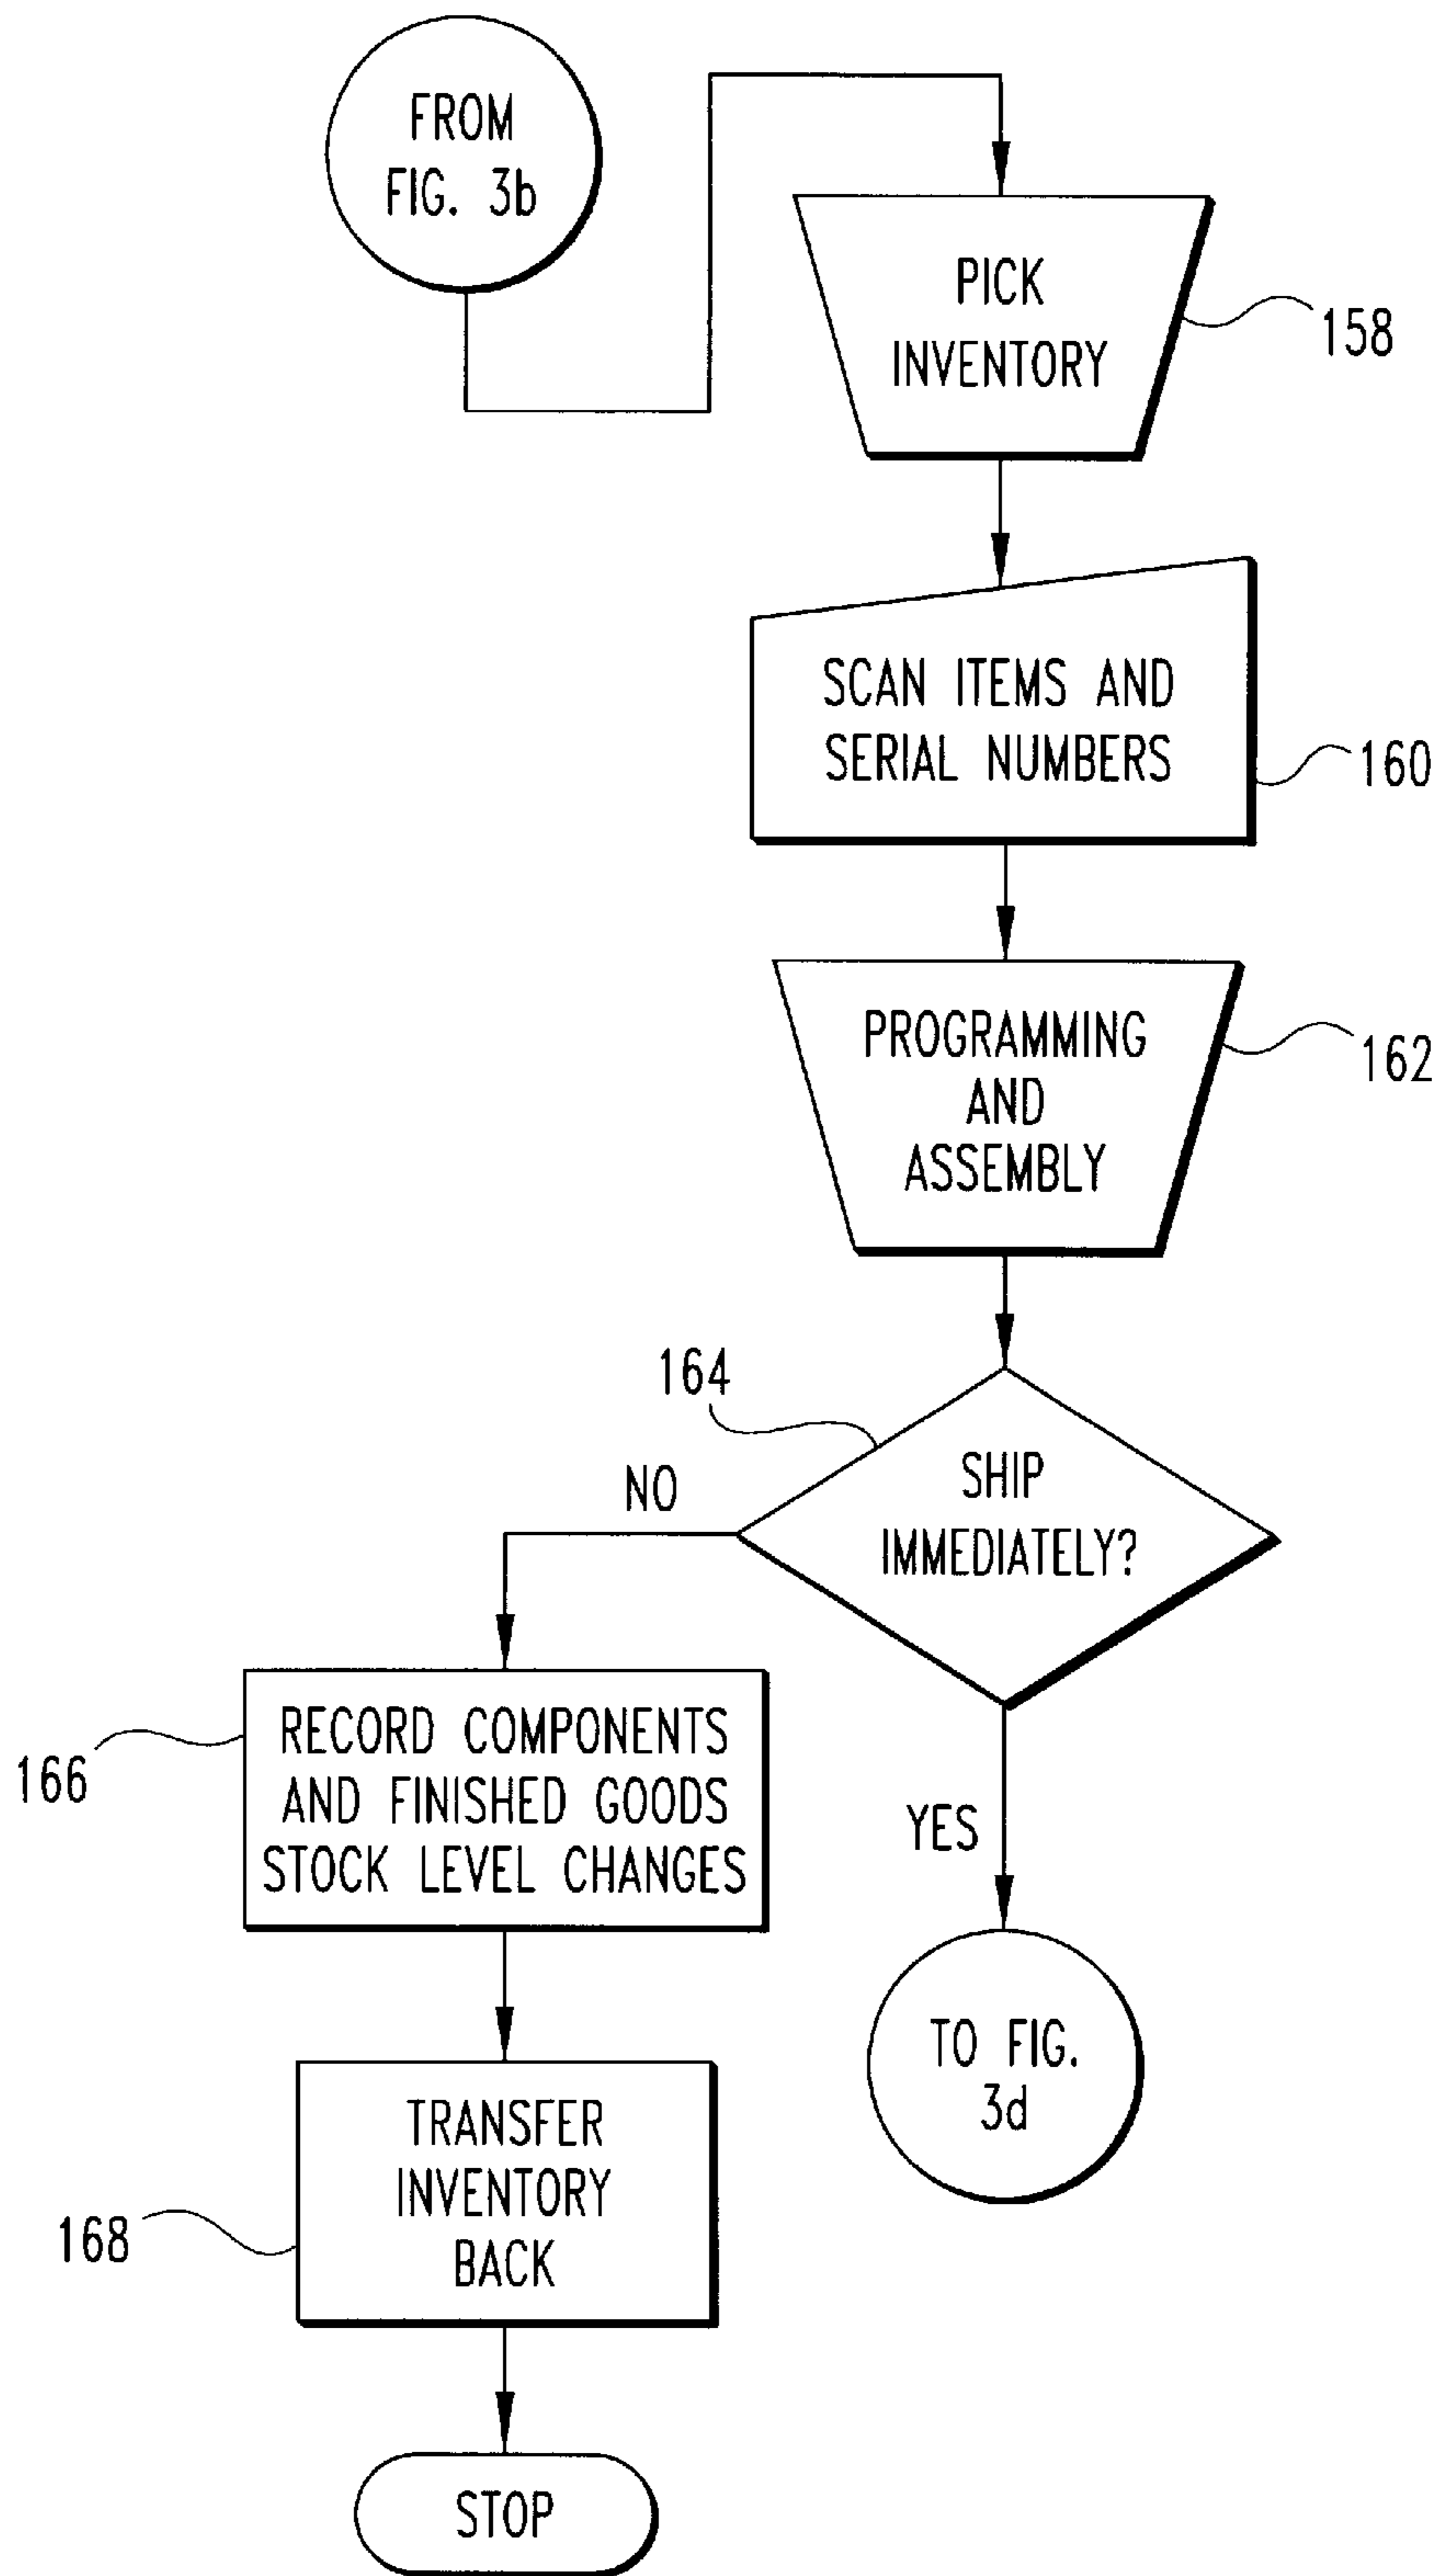 FROM
FIG. 3b
PICK
INVENTORY
158
SCAN ITEMS AND
SERIAL NUMBERS
160
PROGRAMMING
AND
ASSEMBLY
162
164
SHIP
IMMEDIATELY?
NO
YES
166
RECORD COMPONENTS
AND FINISHED GOODS
STOCK LEVEL CHANGES
TO FIG.
3d
168
TRANSFER
INVENTORY
BACK
STOP